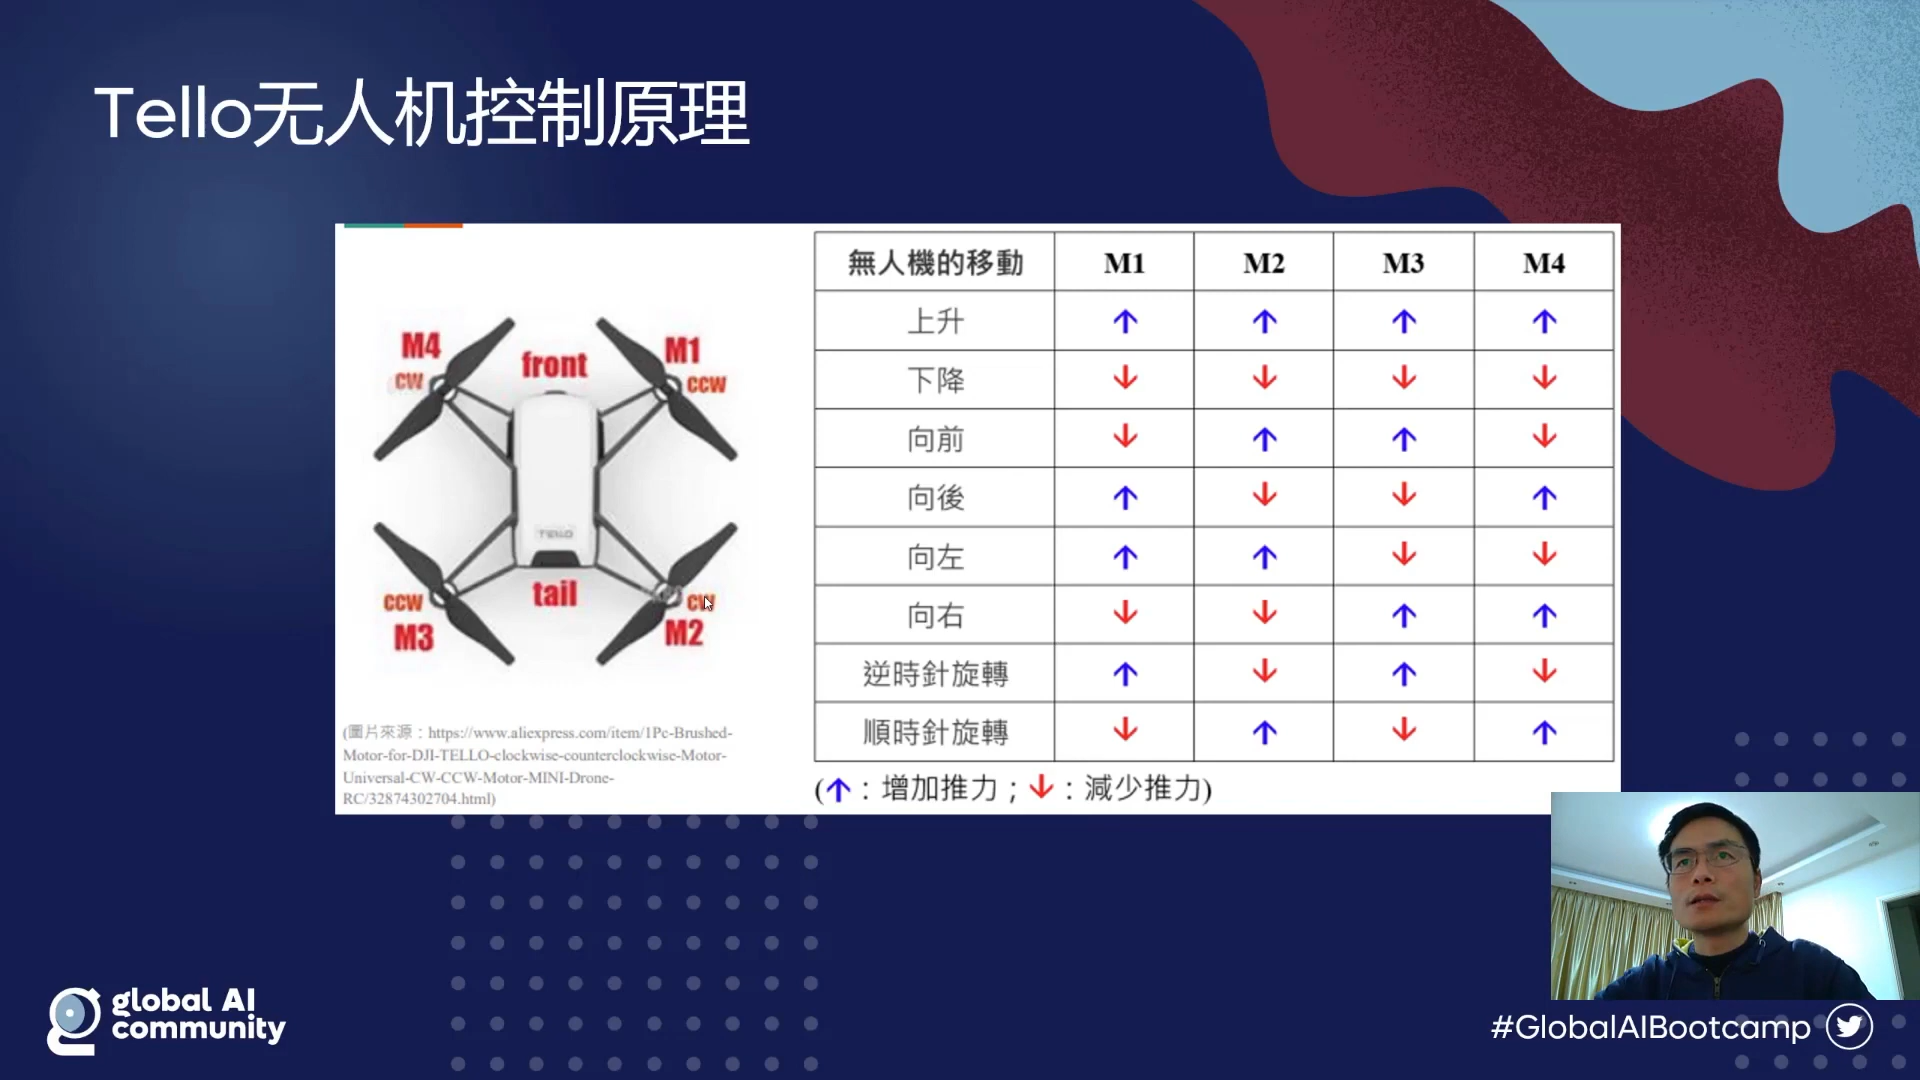 Tello无人机控制原理
M4
CW
front
M1
CCW
TELLO
CCW
M3
tail
CW
M2
(圖片來源：https://www.aliexpress.com/item/1Pc-Brushed-
Motor-for-DJI-TELLO-clockwise-counterclockwise-Motor-
Universal-CW-CCW-Motor-MINI-Drone-
RC/32874302704.html)
無人機的移動 M1 M2 M3 M4
上升 ↑ ↑ ↑ ↑
下降 ↓ ↓ ↓ ↓
向前 ↓ ↑ ↑ ↓
向後 ↑ ↓ ↓ ↑
向左 ↑ ↑ ↓ ↓
向右 ↓ ↓ ↑ ↑
逆時針旋轉 ↑ ↓ ↑ ↓
順時針旋轉 ↓ ↑ ↓ ↑
(↑：增加推力；↓：減少推力)
global AI
community
#GlobalAIBootcamp